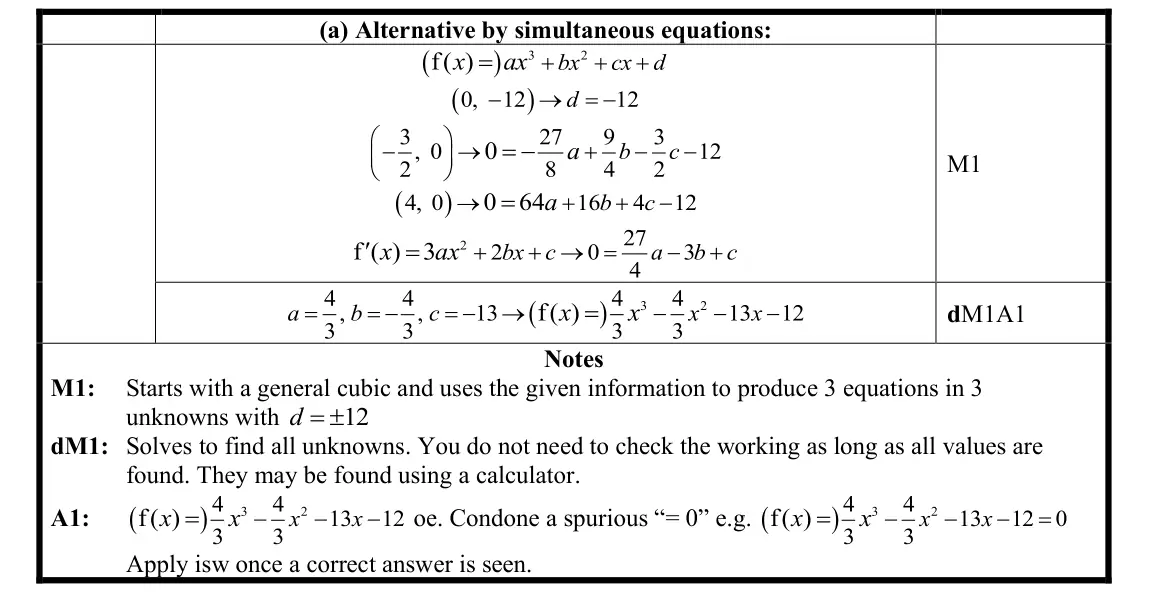 (a) Alternative by simultaneous equations:
(f(x)=)ax³ + bx² + cx + d
(0, −12) → d = −12
(−3/2, 0) → 0 = −27/8 a + 9/4 b − 3/2 c − 12
M1
(4, 0) → 0 = 64a + 16b + 4c − 12
f′(x) = 3ax² + 2bx + c → 0 = 27/4 a − 3b + c
a = 4/3, b = −4/3, c = −13 → (f(x)=)4/3 x³ − 4/3 x² − 13x − 12 dM1A1
Notes
M1: Starts with a general cubic and uses the given information to produce 3 equations in 3
unknowns with d = ±12
dM1: Solves to find all unknowns. You do not need to check the working as long as all values are
found. They may be found using a calculator.
A1: (f(x)=)4/3 x³ − 4/3 x² − 13x − 12 oe. Condone a spurious “= 0” e.g. (f(x)=)4/3 x³ − 4/3 x² − 13x − 12 = 0
Apply isw once a correct answer is seen.